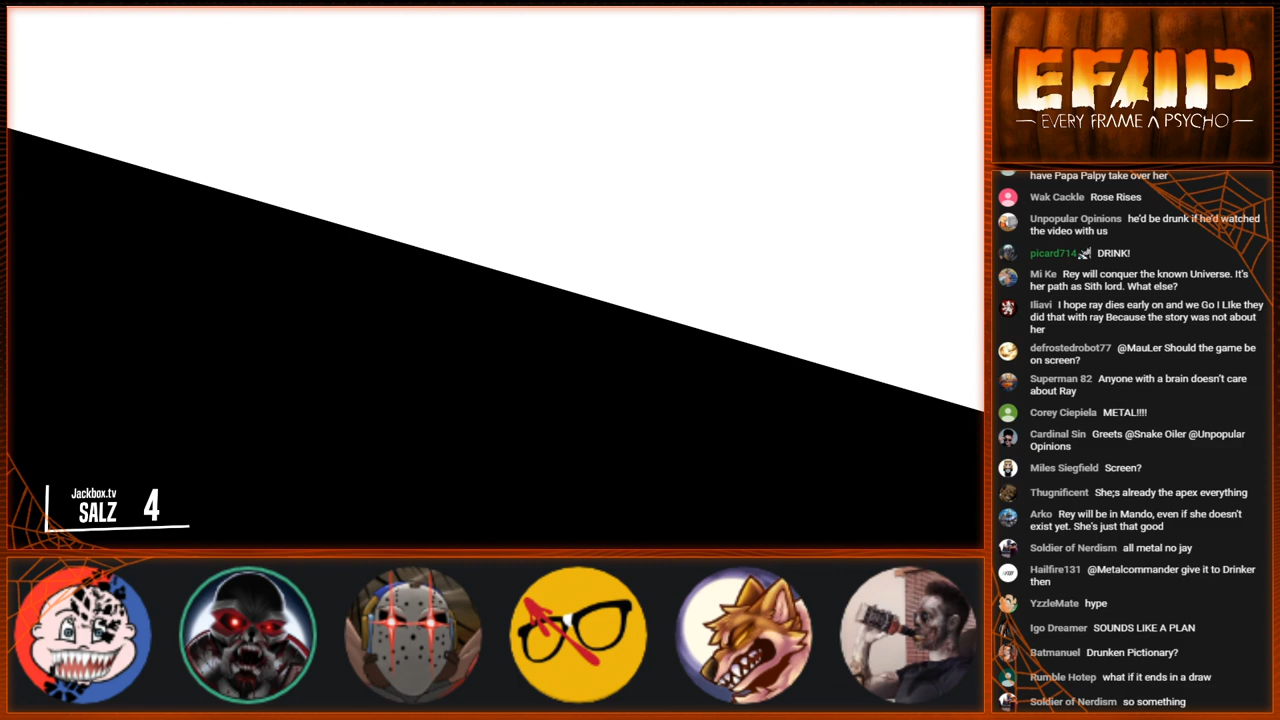 EFAP
EVERY FRAME A PSYCHO
have Papa Palpy take over her
Wak Cackle Rose Rises
Unpopular Opinions he'd be drunk if he'd watched
the video with us
picard714 DRINK!
Mi Ke Rey will conquer the known Universe. It's
her path as Sith lord. What else?
Iliavi I hope ray dies early on and we Go I LIke they
did that with ray Because the story was not about
her
defrostedrobot77 @MauLer Should the game be
on screen?
Superman 82 Anyone with a brain doesn't care
about Ray
Corey Ciepiela METAL!!!!
Cardinal Sin Greets @Snake Oiler @Unpopular
Opinions
Miles Siegfield Screen?
Thugnificent She;s already the apex everything
Arko Rey will be in Mando, even if she doesn't
exist yet. She's just that good
Soldier of Nerdism all metal no jay
Hailfire131 @Metalcommander give it to Drinker
then
YzzleMate hype
Igo Dreamer SOUNDS LIKE A PLAN
Batmanuel Drunken Pictionary?
Rumble Hotep what if it ends in a draw
Soldier of Nerdism so something
Jackbox.tv
SALZ 4